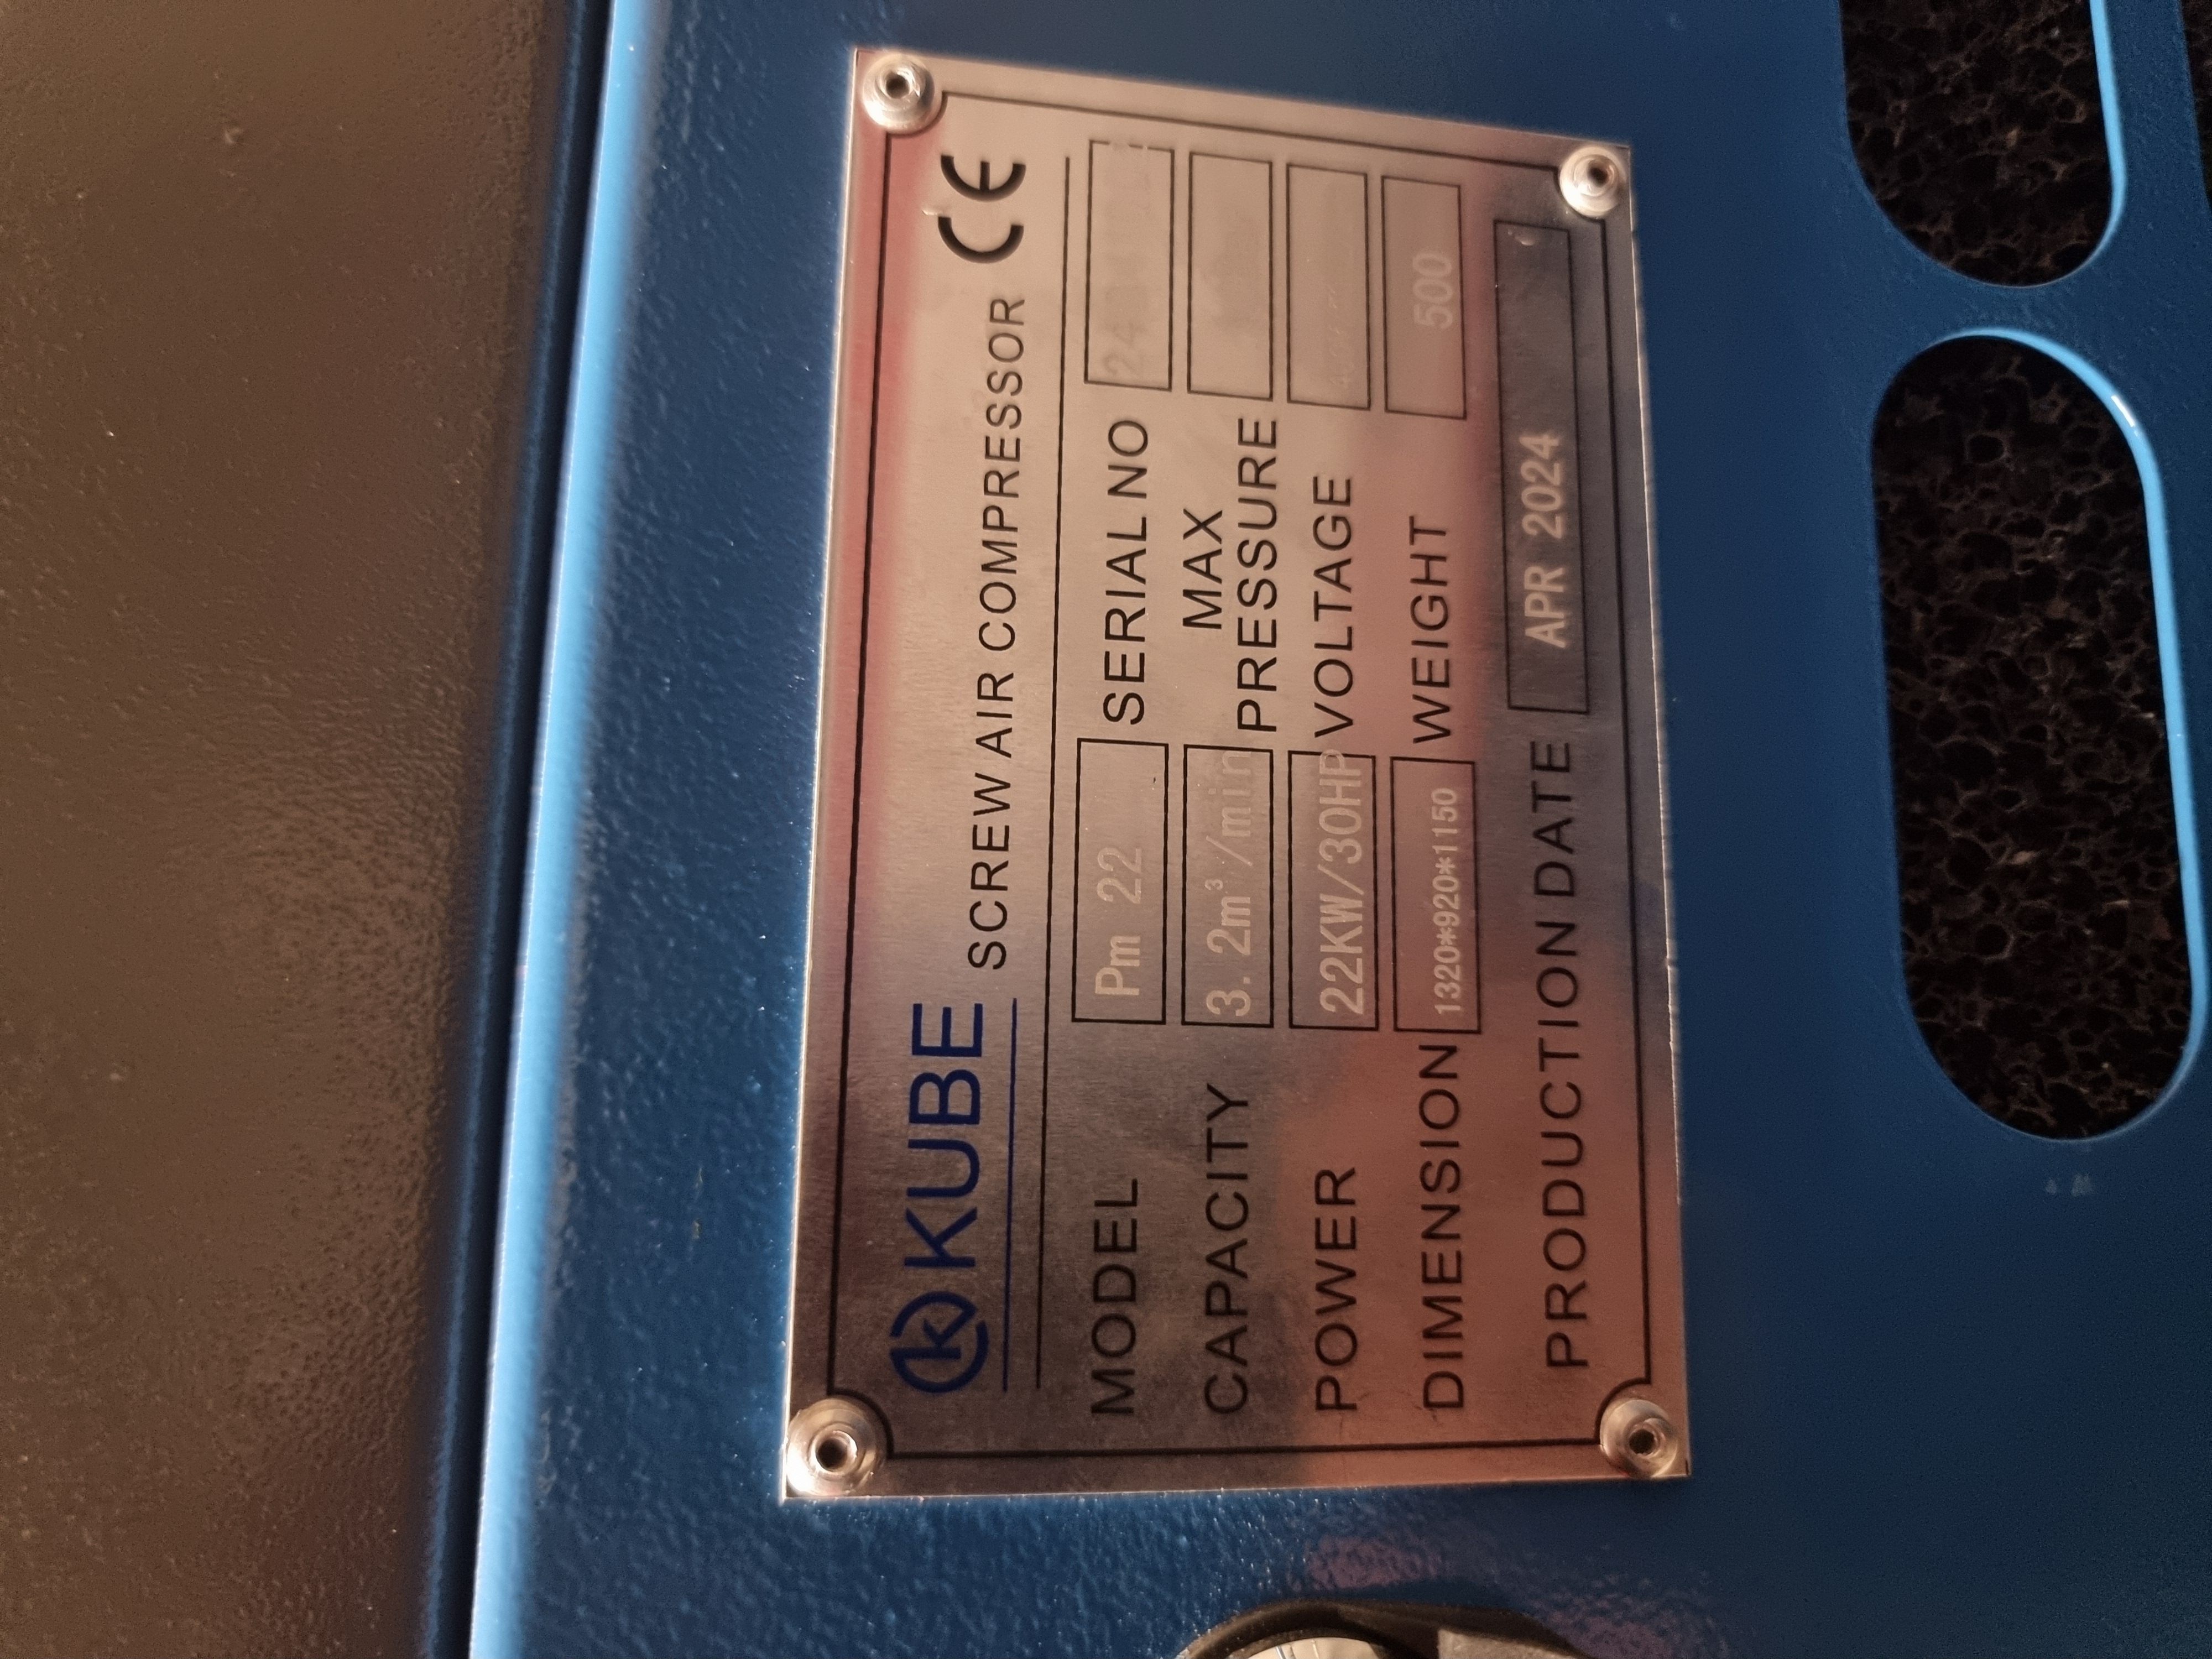 KUBE SCREW AIR COMPRESSOR CE
MODEL Pm 22 SERIAL NO
CAPACITY 3.2m³/min MAX PRESSURE
POWER 22KW/30HP VOLTAGE
DIMENSION 1320*920*1150 WEIGHT 500
PRODUCTION DATE APR 2024